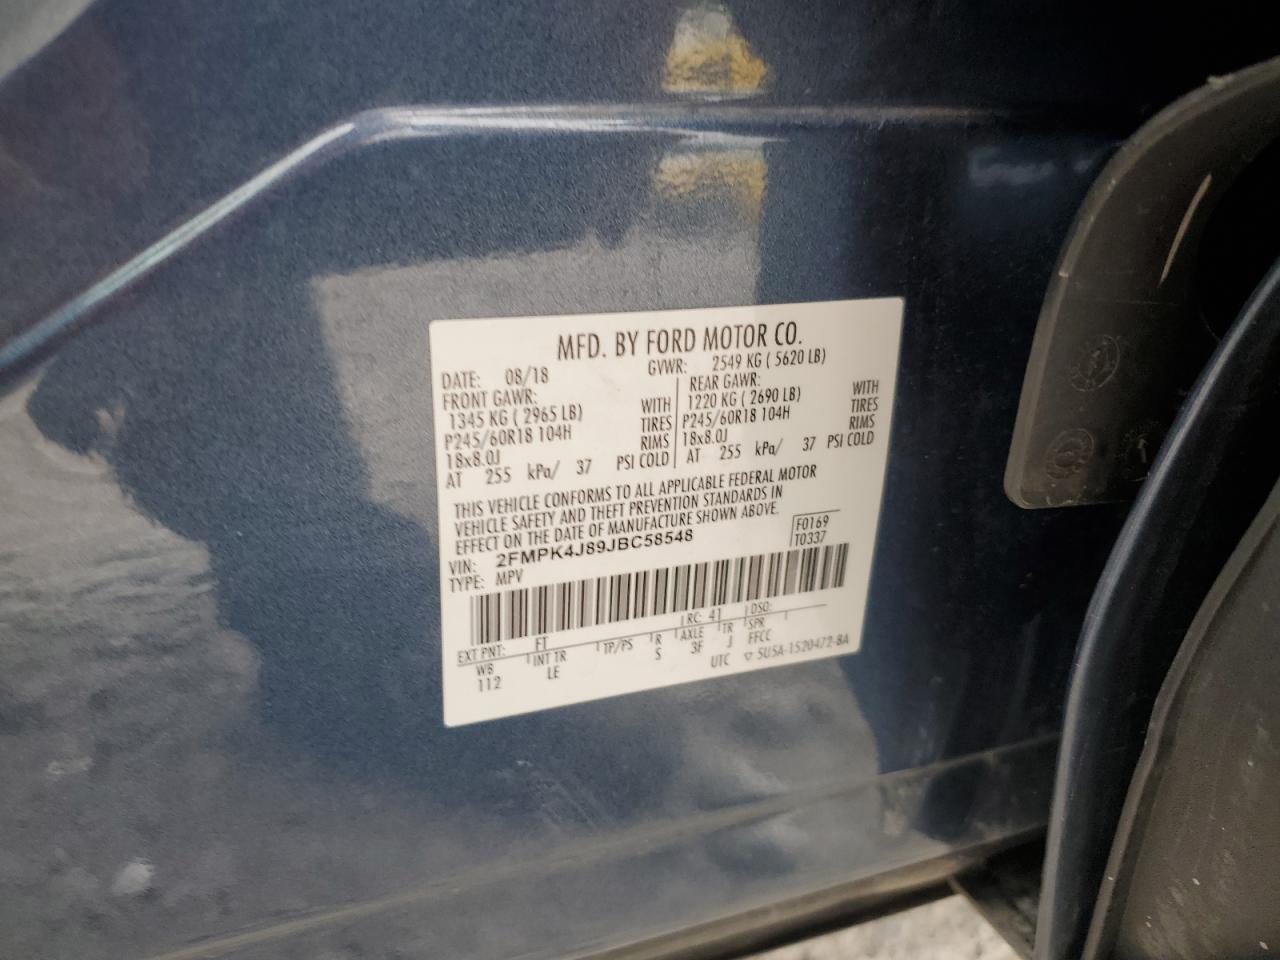 MFD. BY FORD MOTOR CO.
DATE: 08/18 GVWR: 2549 KG ( 5620 LB)
FRONT GAWR: REAR GAWR:
1345 KG ( 2965 LB) WITH 1220 KG ( 2690 LB) WITH
P245/60R18 104H TIRES P245/60R18 104H TIRES
18x8.0J RIMS 18x8.0J RIMS
AT 255 kPa/ 37 PSI COLD AT 255 kPa/ 37 PSI COLD
THIS VEHICLE CONFORMS TO ALL APPLICABLE FEDERAL MOTOR
VEHICLE SAFETY AND THEFT PREVENTION STANDARDS IN
EFFECT ON THE DATE OF MANUFACTURE SHOWN ABOVE.
VIN: 2FMPK4J89JBC58548 F0169
TYPE: MPV T0337
EXT PNT: FT RC: 41 DSO:
WB INT TR TP/PS R AXLE TR SPR
112 LE S 3F J FFCC
UTC ▽ 5U5A-1520472-BA